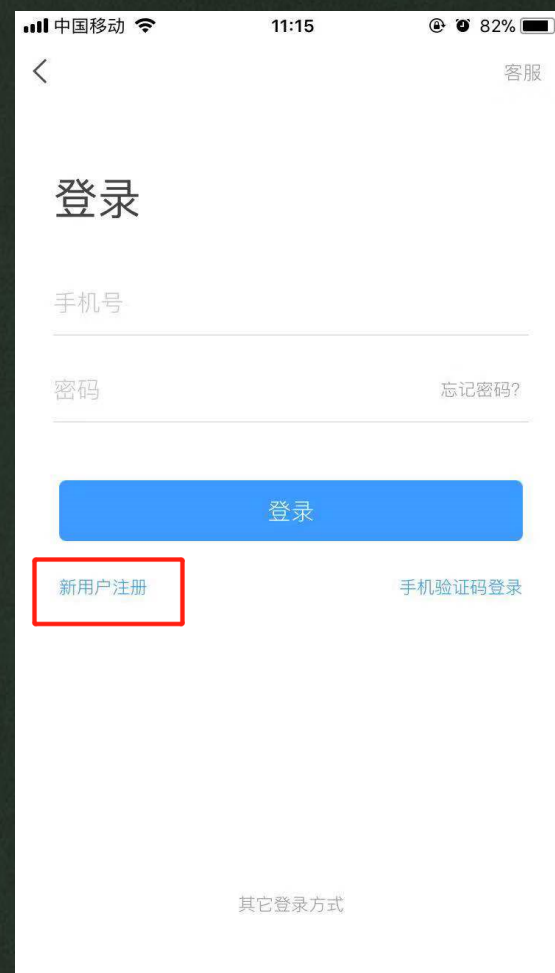 中国移动 11:15 82%
客服
登录
手机号
密码 忘记密码?
登录
新用户注册 手机验证码登录
其它登录方式